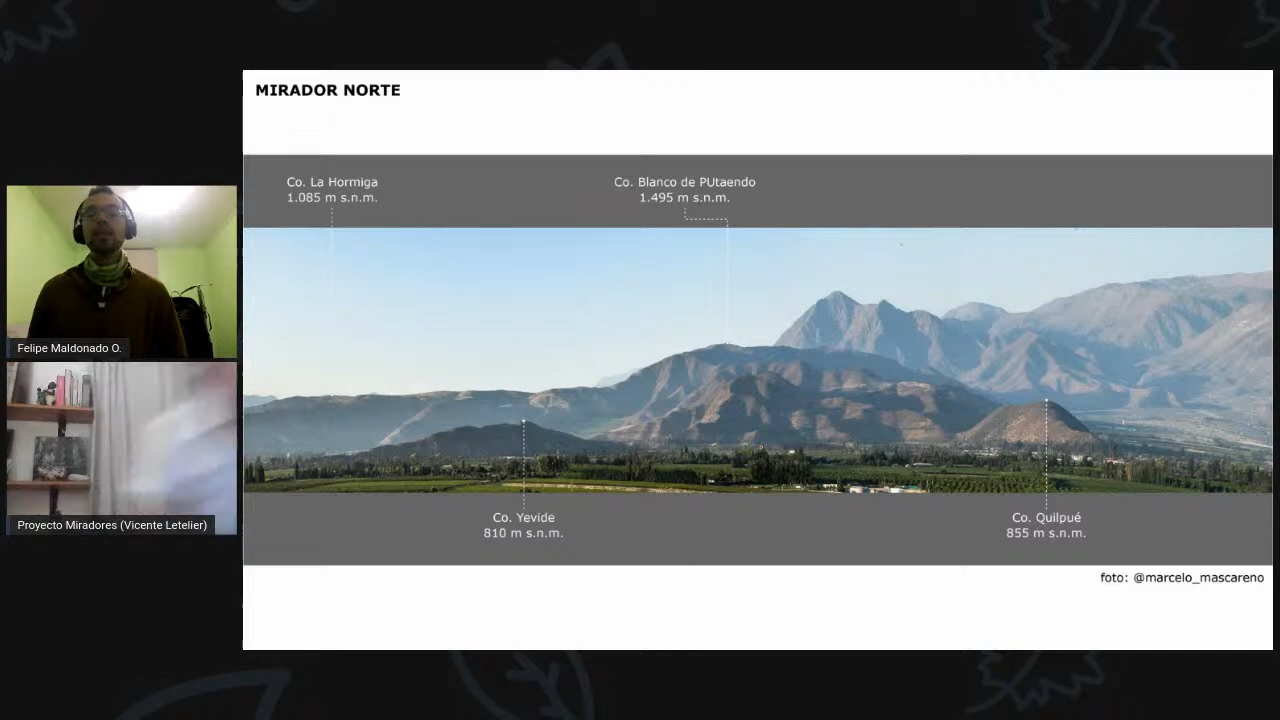 MIRADOR NORTE
Co. La Hormiga
1.085 m s.n.m.
Co. Blanco de PUtaendo
1.495 m s.n.m.
Co. Yevide
810 m s.n.m.
Co. Quilpué
855 m s.n.m.
foto: @marcelo_mascareno
Felipe Maldonado O.
Proyecto Miradores (Vicente Letelier)